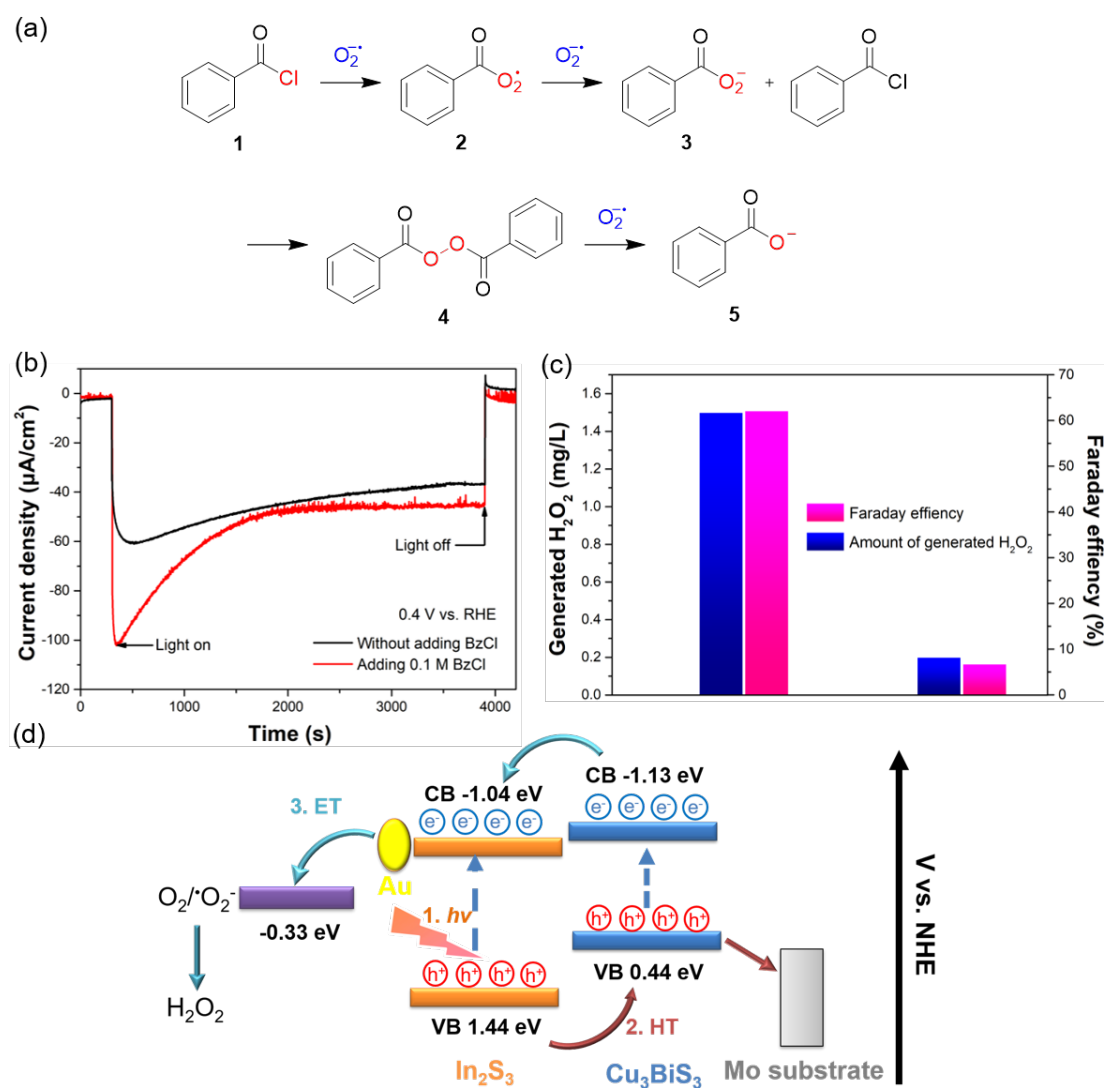 (a)
O
Cl
1
O₂⁻•
O
O₂•
2
O₂⁻•
O
O₂⁻
3
+
O
Cl
O
O
O
O
4
O₂⁻•
O
O⁻
5
(b)
Current density (µA/cm²)
0
-20
-40
-60
-80
-100
-120
Light on
Light off
0.4 V vs. RHE
Without adding BzCl
Adding 0.1 M BzCl
0 1000 2000 3000 4000
Time (s)
(c)
Generated H₂O₂ (mg/L)
1.6
1.4
1.2
1.0
0.8
0.6
0.4
0.2
0.0
Faraday effiency
Amount of generated H₂O₂
70
60
50
40
30
20
10
0
Faraday effiency (%)
(d)
CB -1.13 eV
CB -1.04 eV
e⁻ e⁻ e⁻ e⁻
e⁻ e⁻ e⁻ e⁻
3. ET
Au
O₂/•O₂⁻
-0.33 eV
1. hv
h⁺ h⁺ h⁺ h⁺
VB 0.44 eV
H₂O₂
h⁺ h⁺ h⁺ h⁺
VB 1.44 eV
2. HT
In₂S₃
Cu₃BiS₃
Mo substrate
V vs. NHE